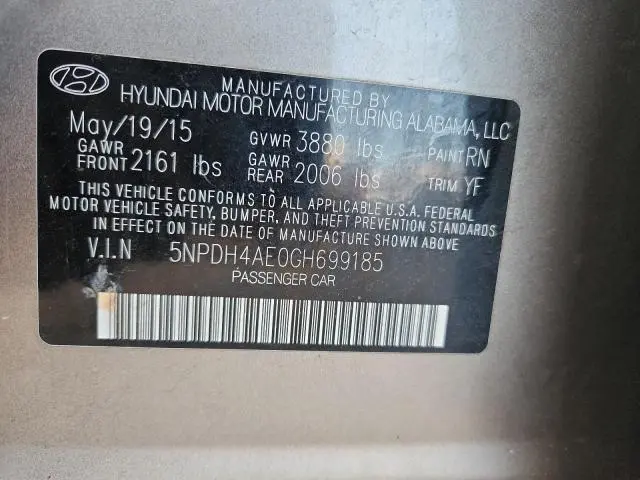 MANUFACTURED BY
HYUNDAI MOTOR MANUFACTURING ALABAMA, LLC
May/19/15 GVWR 3880 lbs PAINT RN
GAWR FRONT 2161 lbs GAWR REAR 2006 lbs TRIM YF
THIS VEHICLE CONFORMS TO ALL APPLICABLE U.S.A. FEDERAL
MOTOR VEHICLE SAFETY, BUMPER, AND THEFT PREVENTION STANDARDS
IN EFFECT ON THE DATE OF MANUFACTURE SHOWN ABOVE.
V.I.N 5NPDH4AE0GH699185
PASSENGER CAR